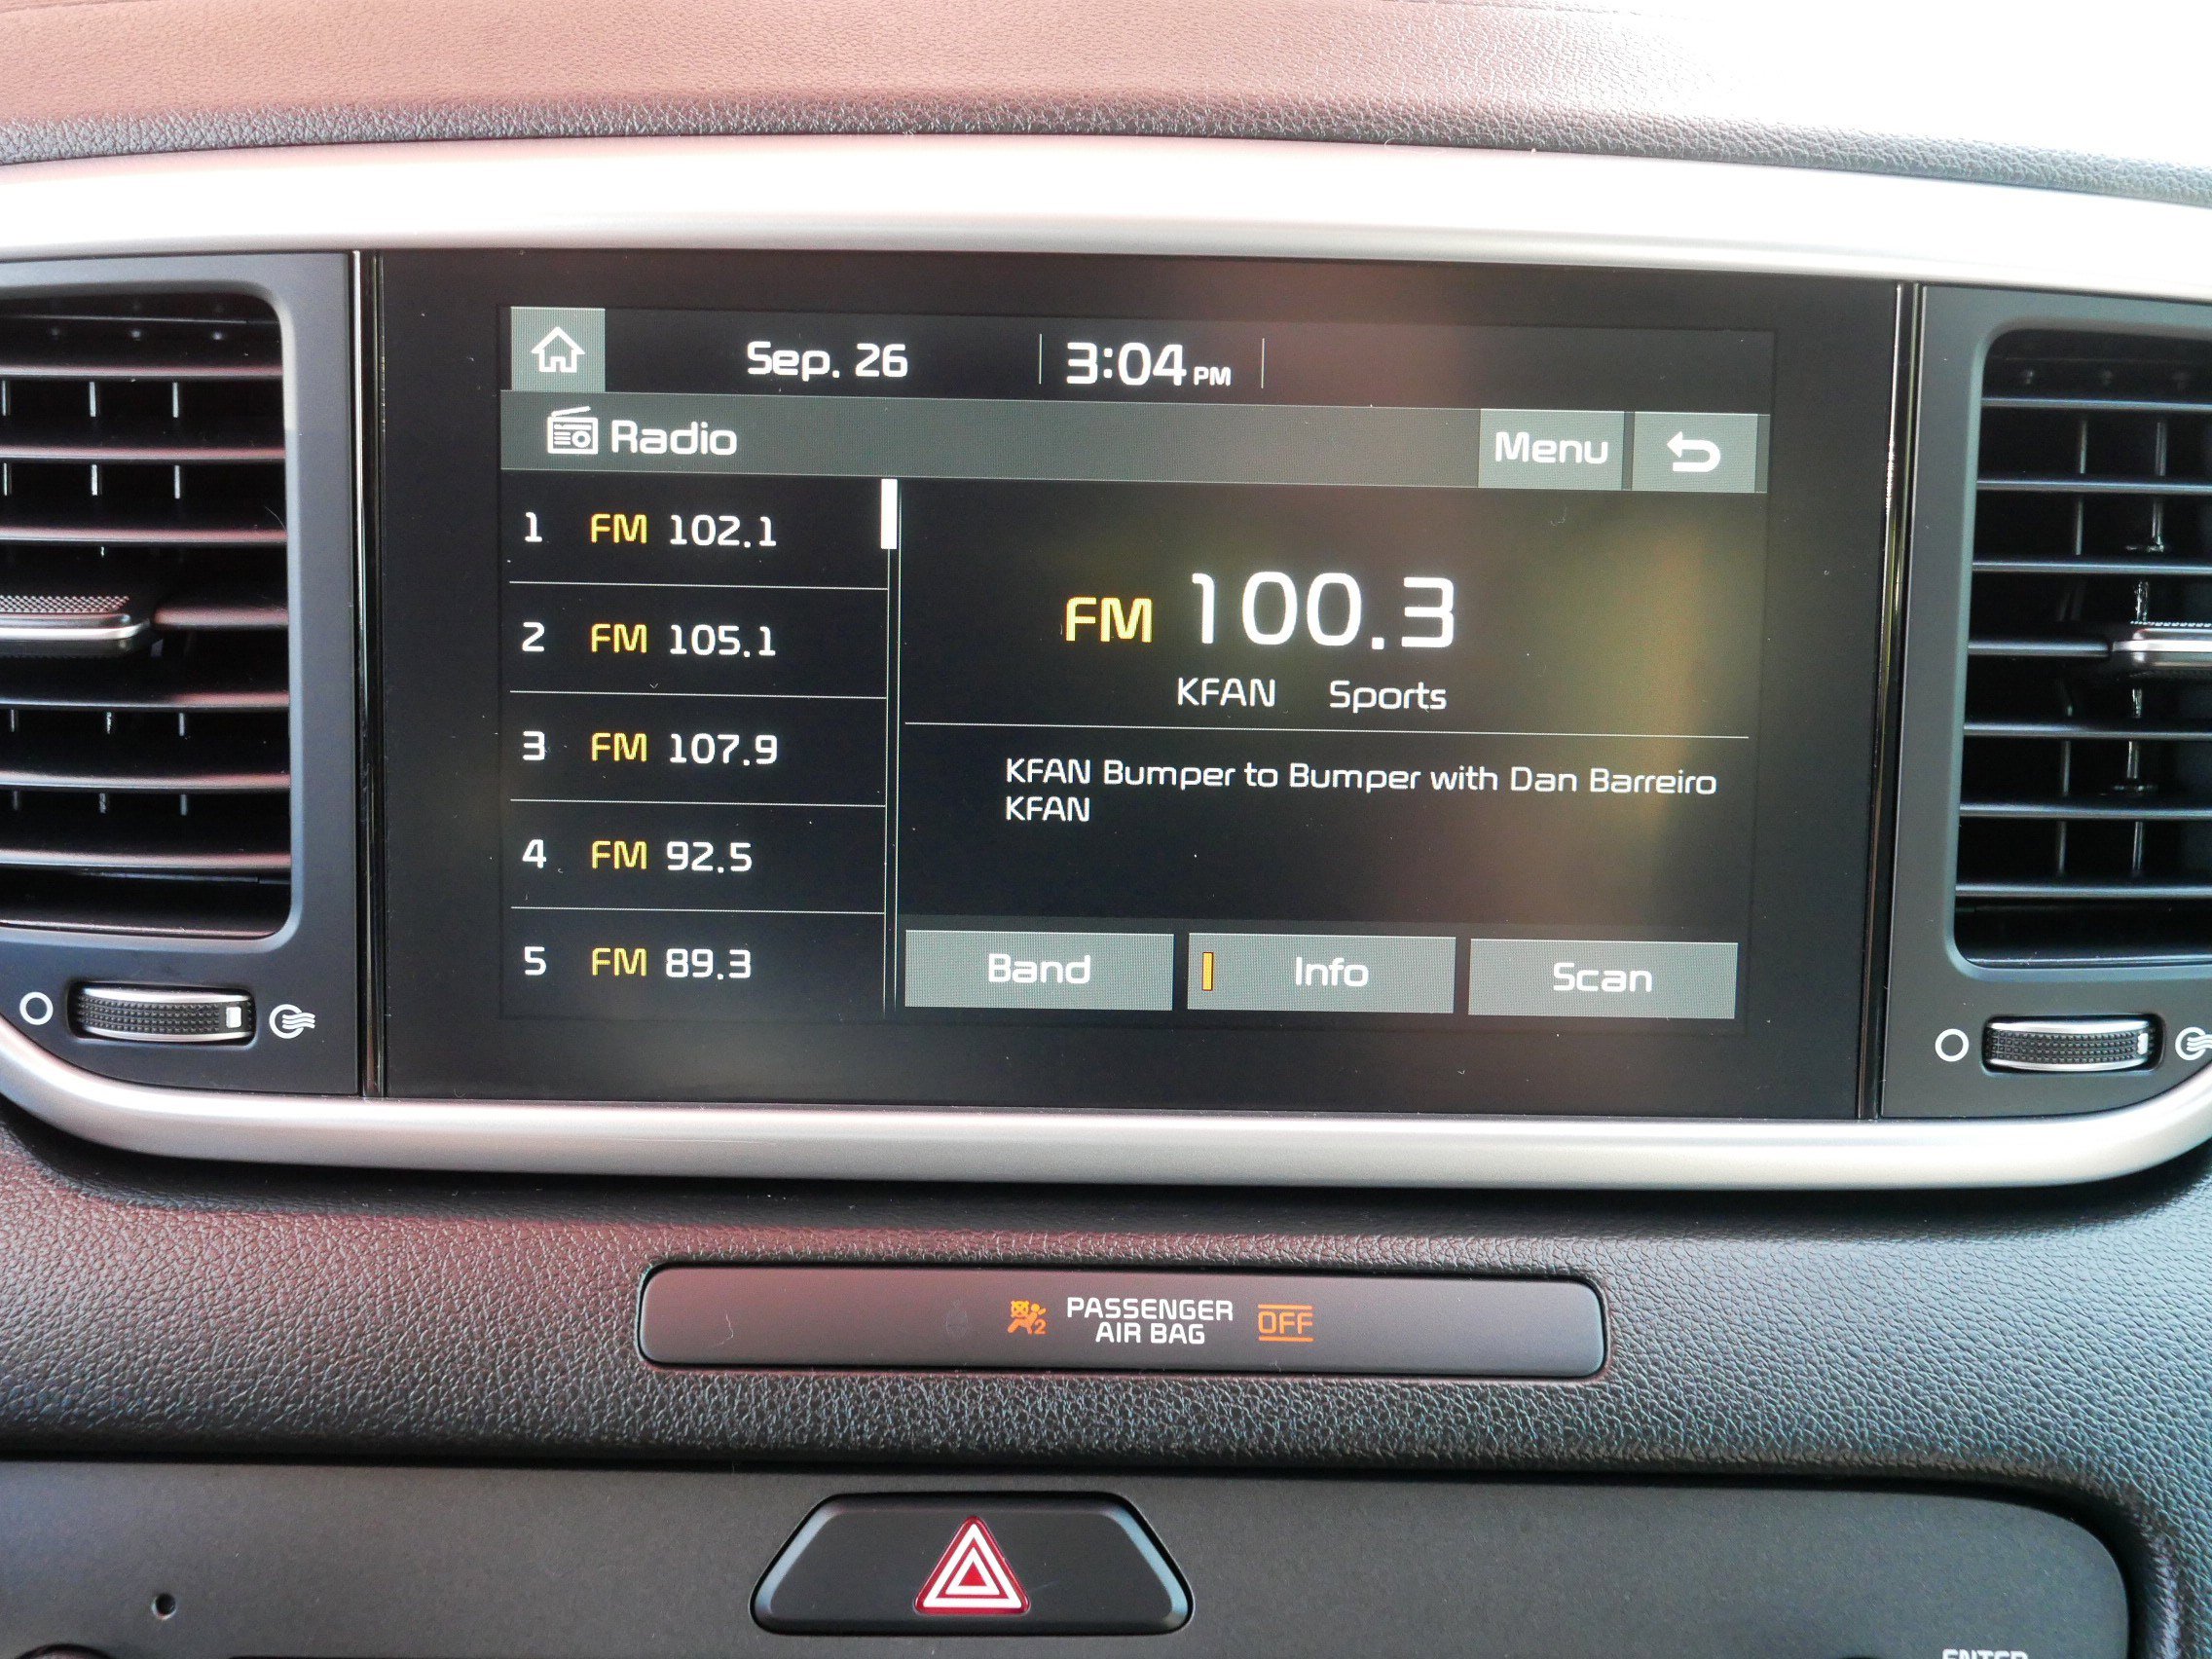 Sep. 26 3:04 PM
Radio Menu
1 FM 102.1
2 FM 105.1
3 FM 107.9
4 FM 92.5
5 FM 89.3
FM 100.3
KFAN Sports
KFAN Bumper to Bumper with Dan Barreiro
KFAN
Band Info Scan
2 PASSENGER
AIR BAG OFF
ENTER